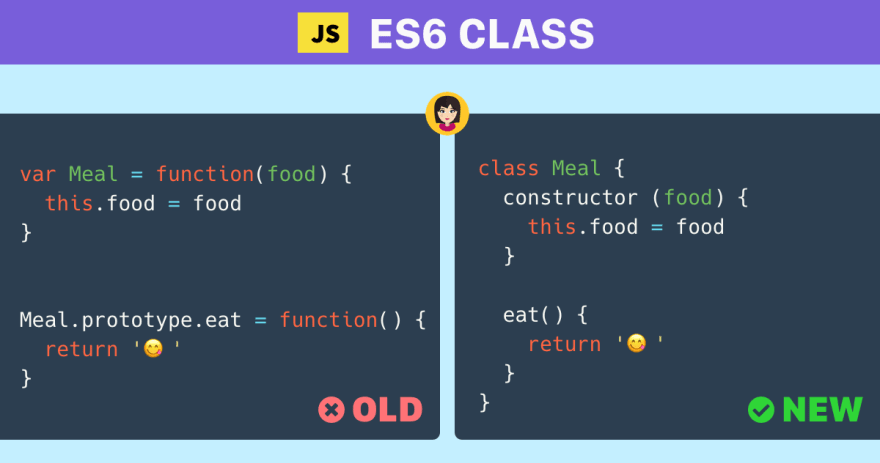 JS ES6 CLASS
var Meal = function(food) {
  this.food = food
}
Meal.prototype.eat = function() {
  return '😋 '
}
OLD
class Meal {
  constructor (food) {
    this.food = food
  }
  eat() {
    return '😋 '
  }
}
NEW